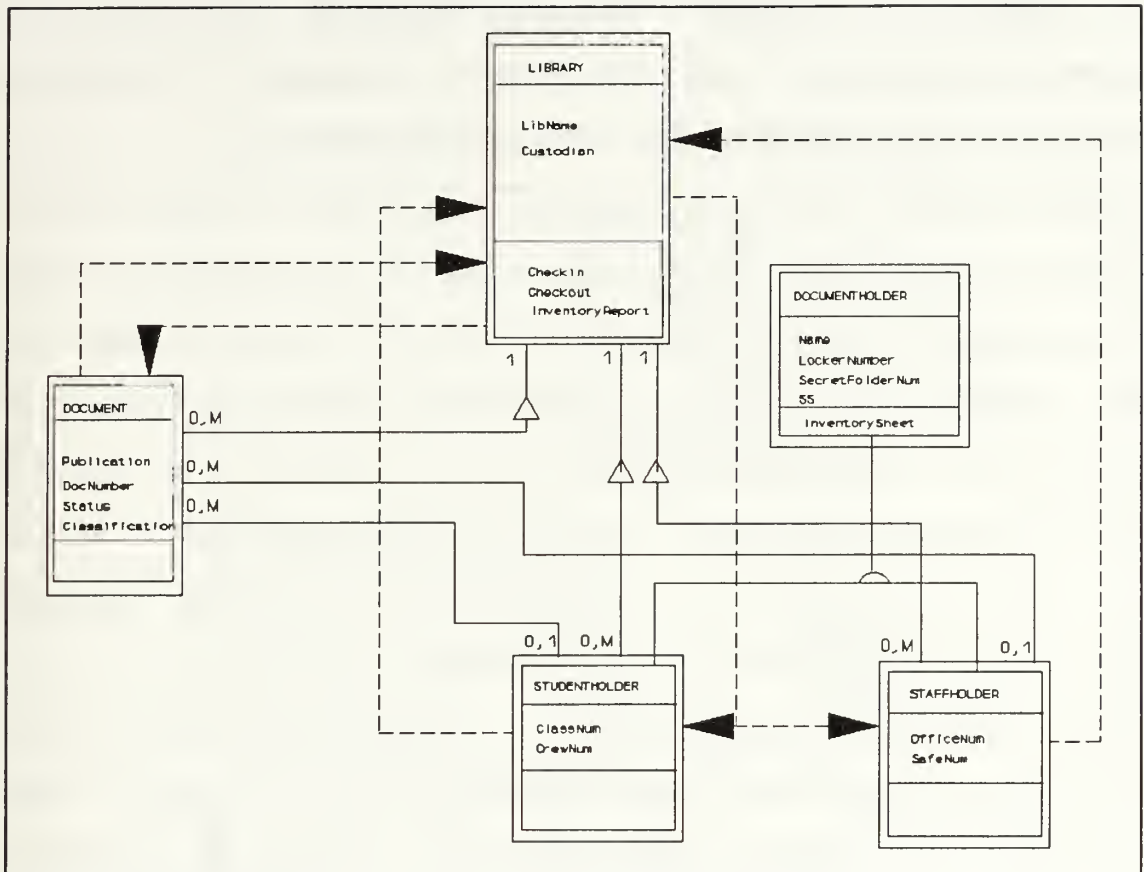 LIBRARY
LibName
Custodian
CheckIn
Checkout
InventoryReport
1
1
1
DOCUMENTHOLDER
Name
LockerNumber
SecretFolderNum
SS
InventorySheet
DOCUMENT
Publication
DocNumber
Status
Classification
0,M
0,M
0,M
0,1
0,M
0,M
0,1
STUDENTHOLDER
ClassNum
CrewNum
STAFFHOLDER
OfficeNum
SafeNum